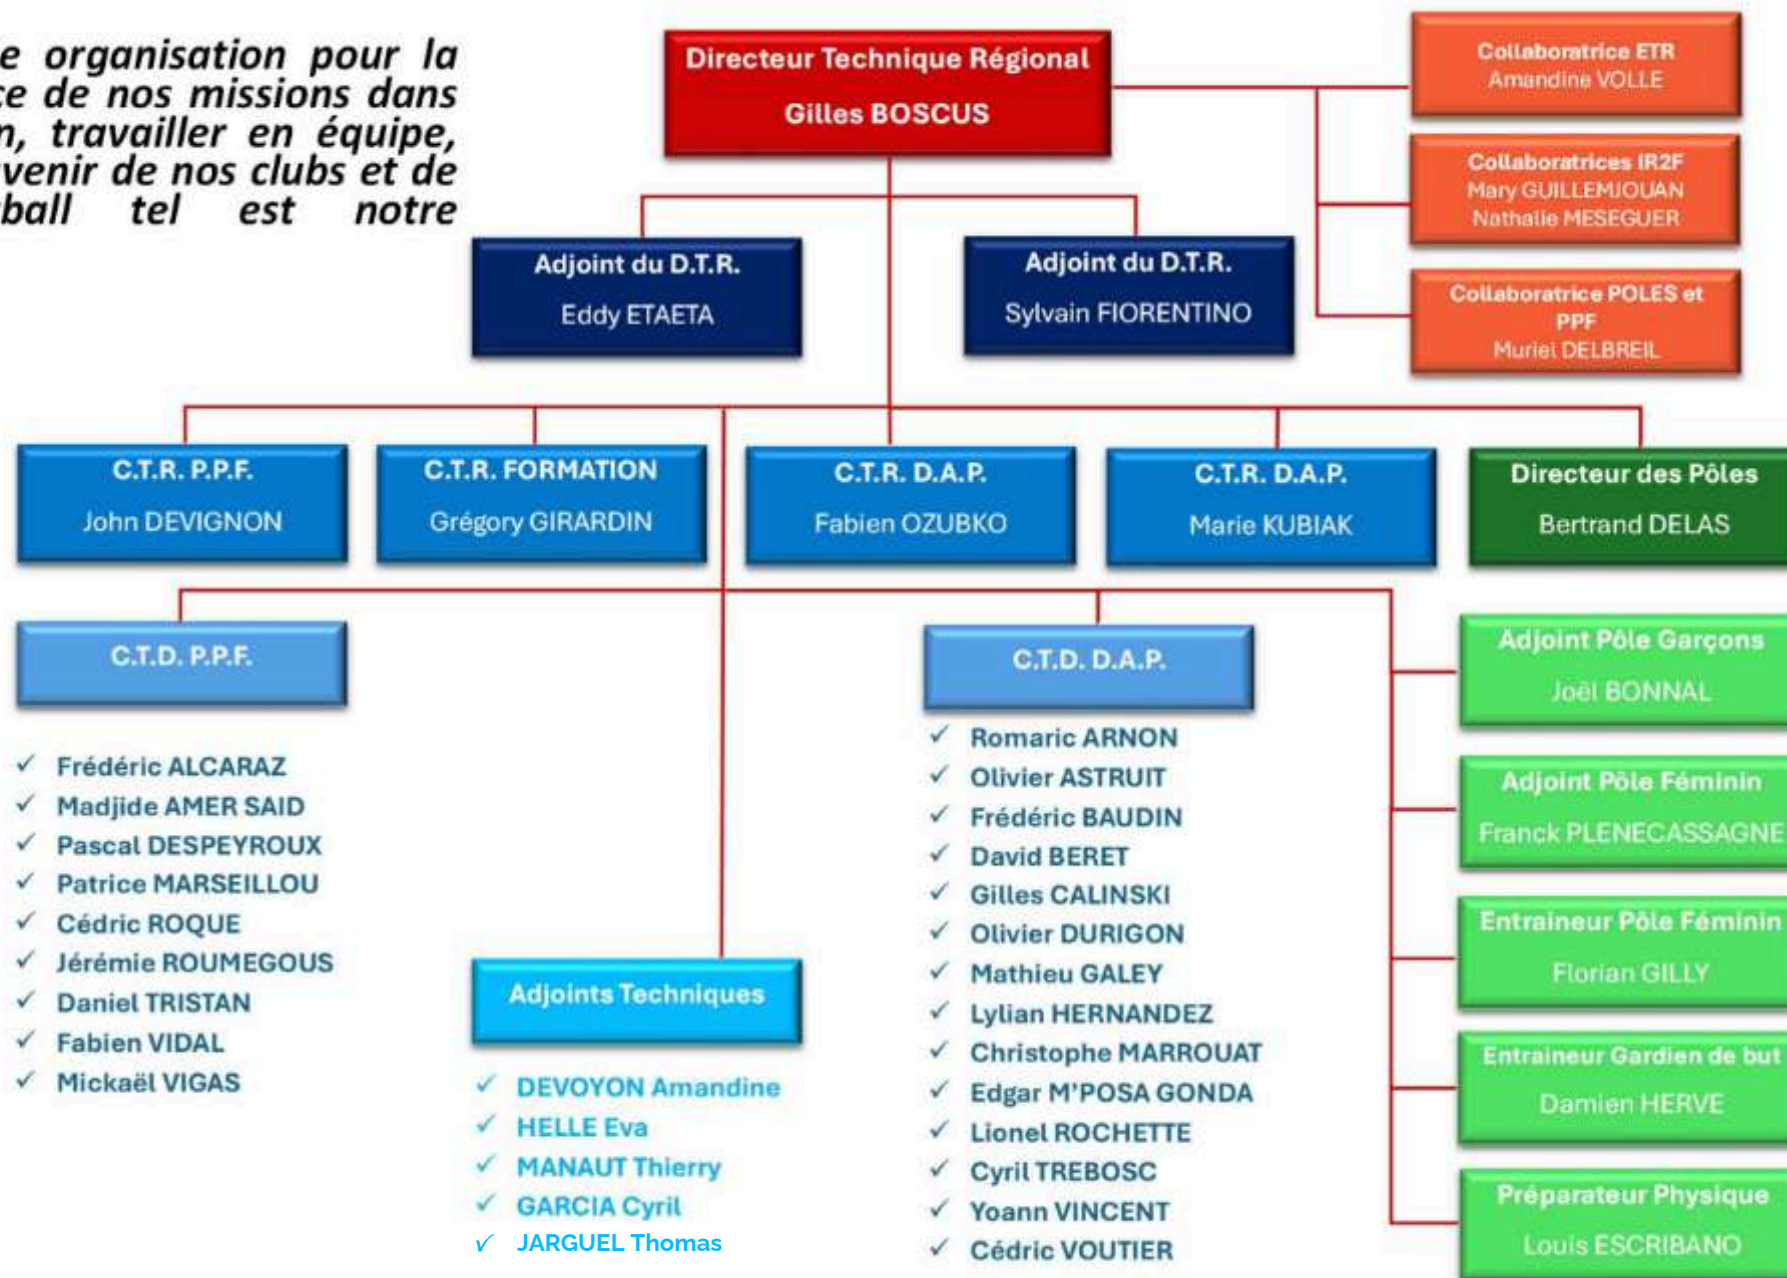 e organisation pour la
ce de nos missions dans
n, travailler en équipe,
venir de nos clubs et de
ball tel est notre
Directeur Technique Régional
Gilles BOSCUS
Collaboratrice ETR
Amandine VOLLE
Collaboratrices IR2F
Mary GUILLEMJOUAN
Nathalie MESEGUER
Collaboratrice POLES et
PPF
Muriel DELBREIL
Adjoint du D.T.R.
Eddy ETAETA
Adjoint du D.T.R.
Sylvain FIORENTINO
C.T.R. P.P.F.
John DEVIGNON
C.T.R. FORMATION
Grégory GIRARDIN
C.T.R. D.A.P.
Fabien OZUBKO
C.T.R. D.A.P.
Marie KUBIAK
Directeur des Pôles
Bertrand DELAS
C.T.D. P.P.F.
✓ Frédéric ALCARAZ
✓ Madjide AMER SAID
✓ Pascal DESPEYROUX
✓ Patrice MARSEILLOU
✓ Cédric ROQUE
✓ Jérémie ROUMEGOUS
✓ Daniel TRISTAN
✓ Fabien VIDAL
✓ Mickaël VIGAS
Adjoints Techniques
✓ DEVOYON Amandine
✓ HELLE Eva
✓ MANAUT Thierry
✓ GARCIA Cyril
✓ JARGUEL Thomas
C.T.D. D.A.P.
✓ Romaric ARNON
✓ Olivier ASTRUIT
✓ Frédéric BAUDIN
✓ David BERET
✓ Gilles CALINSKI
✓ Olivier DURIGON
✓ Mathieu GALEY
✓ Lylian HERNANDEZ
✓ Christophe MARROUAT
✓ Edgar M'POSA GONDA
✓ Lionel ROCHETTE
✓ Cyril TREBOSC
✓ Yoann VINCENT
✓ Cédric VOUTIER
Adjoint Pôle Garçons
Joël BONNAL
Adjoint Pôle Féminin
Franck PLENECASSAGNE
Entraineur Pôle Féminin
Florian GILLY
Entraineur Gardien de but
Damien HERVE
Préparateur Physique
Louis ESCRIBANO